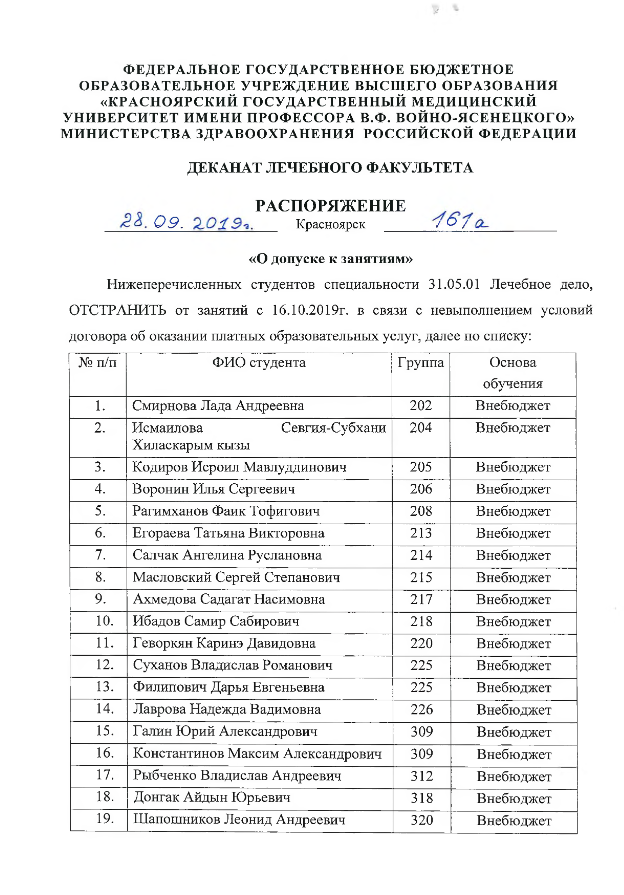 ФЕДЕРАЛЬНОЕ ГОСУДАРСТВЕННОЕ БЮДЖЕТНОЕ
ОБРАЗОВАТЕЛЬНОЕ УЧРЕЖДЕНИЕ ВЫСШЕГО ОБРАЗОВАНИЯ
«КРАСНОЯРСКИЙ ГОСУДАРСТВЕННЫЙ МЕДИЦИНСКИЙ
УНИВЕРСИТЕТ ИМЕНИ ПРОФЕССОРА В.Ф. ВОЙНО-ЯСЕНЕЦКОГО»
МИНИСТЕРСТВА ЗДРАВООХРАНЕНИЯ РОССИЙСКОЙ ФЕДЕРАЦИИ
ДЕКАНАТ ЛЕЧЕБНОГО ФАКУЛЬТЕТА
РАСПОРЯЖЕНИЕ
28.09.2019г. Красноярск 161а
«О допуске к занятиям»
Нижеперечисленных студентов специальности 31.05.01 Лечебное дело,
ОТСТРАНИТЬ от занятий с 16.10.2019г. в связи с невыполнением условий
договора об оказании платных образовательных услуг, далее по списку:
№ п/п ФИО студента Группа Основа
обучения
1. Смирнова Лада Андреевна 202 Внебюджет
2. Исмаилова Севгия-Субхани 204 Внебюджет
Хиласкарым кызы
3. Кодиров Исроил Мавлуддинович 205 Внебюджет
4. Воронин Илья Сергеевич 206 Внебюджет
5. Рагимханов Фаик Тофигович 208 Внебюджет
6. Егораева Татьяна Викторовна 213 Внебюджет
7. Салчак Ангелина Руслановна 214 Внебюджет
8. Масловский Сергей Степанович 215 Внебюджет
9. Ахмедова Садагат Насимовна 217 Внебюджет
10. Ибадов Самир Сабирович 218 Внебюджет
11. Геворкян Каринэ Давидовна 220 Внебюджет
12. Суханов Владислав Романович 225 Внебюджет
13. Филипович Дарья Евгеньевна 225 Внебюджет
14. Лаврова Надежда Вадимовна 226 Внебюджет
15. Галин Юрий Александрович 309 Внебюджет
16. Константинов Максим Александрович 309 Внебюджет
17. Рыбченко Владислав Андреевич 312 Внебюджет
18. Донгак Айдын Юрьевич 318 Внебюджет
19. Шапошников Леонид Андреевич 320 Внебюджет